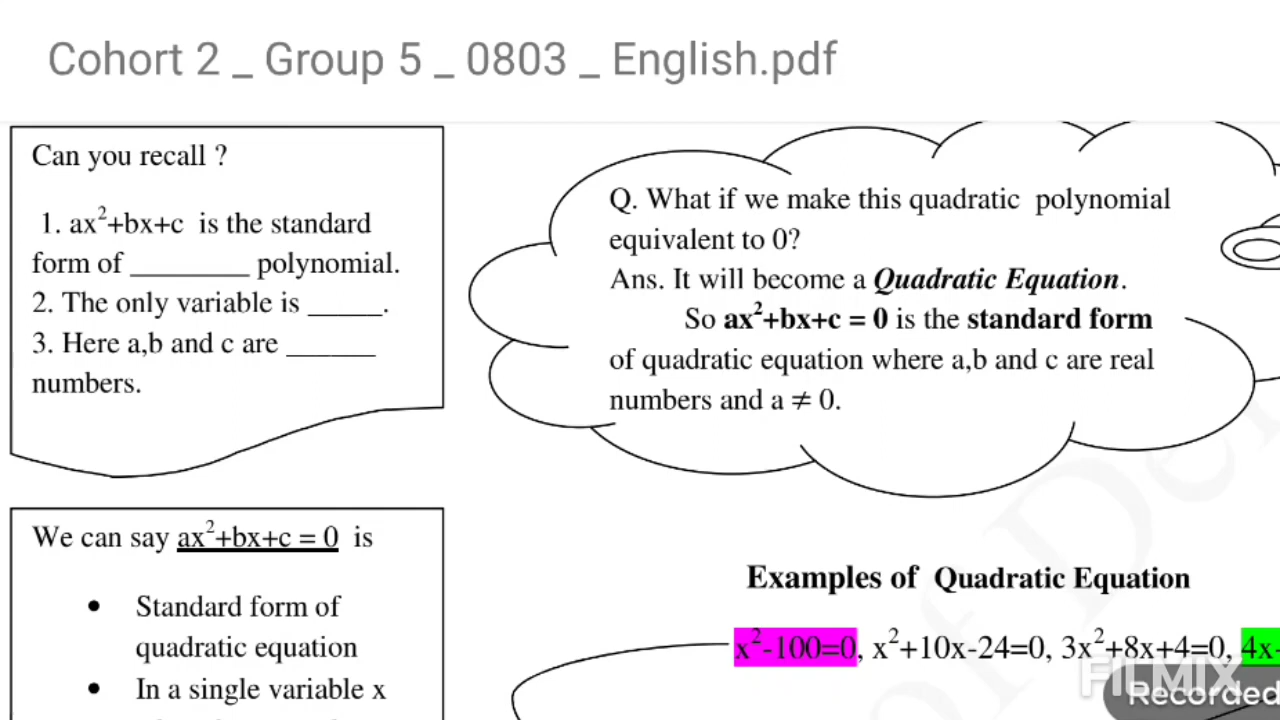 Cohort 2 _ Group 5 _ 0803 _ English.pdf
Can you recall ?
1. ax²+bx+c is the standard
form of ________ polynomial.
2. The only variable is _____.
3. Here a,b and c are ______
numbers.
Q. What if we make this quadratic polynomial
equivalent to 0?
Ans. It will become a Quadratic Equation.
So ax²+bx+c = 0 is the standard form
of quadratic equation where a,b and c are real
numbers and a ≠ 0.
We can say ax²+bx+c = 0 is
• Standard form of
quadratic equation
• In a single variable x
Examples of Quadratic Equation
x²-100=0, x²+10x-24=0, 3x²+8x+4=0, 4x-
FILMIX
Recorded